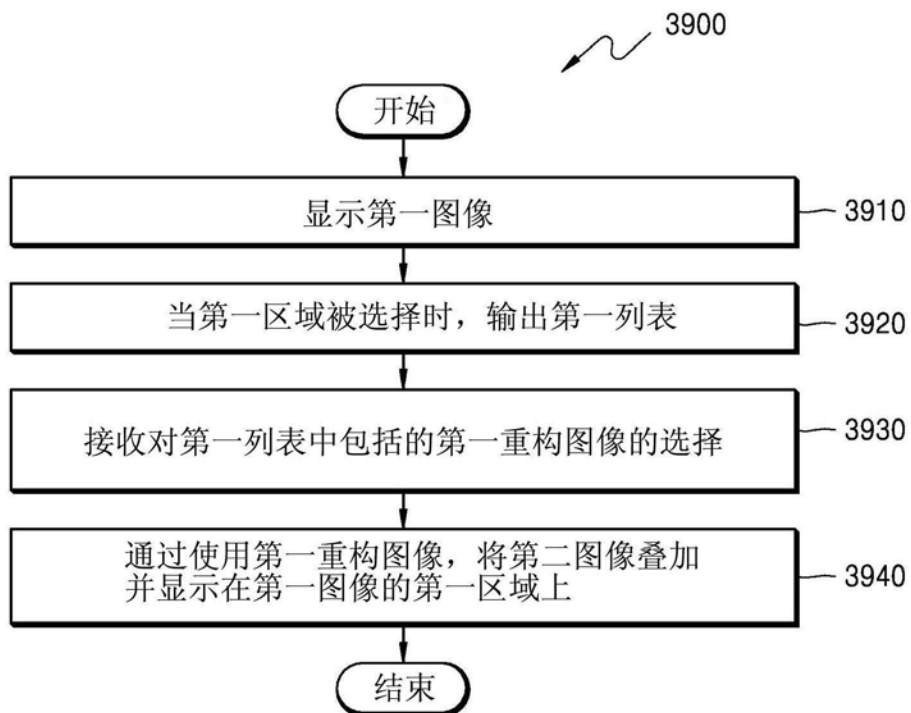 3900
开始
显示第一图像
3910
当第一区域被选择时，输出第一列表
3920
接收对第一列表中包括的第一重构图像的选择
3930
通过使用第一重构图像，将第二图像叠加
并显示在第一图像的第一区域上
3940
结束